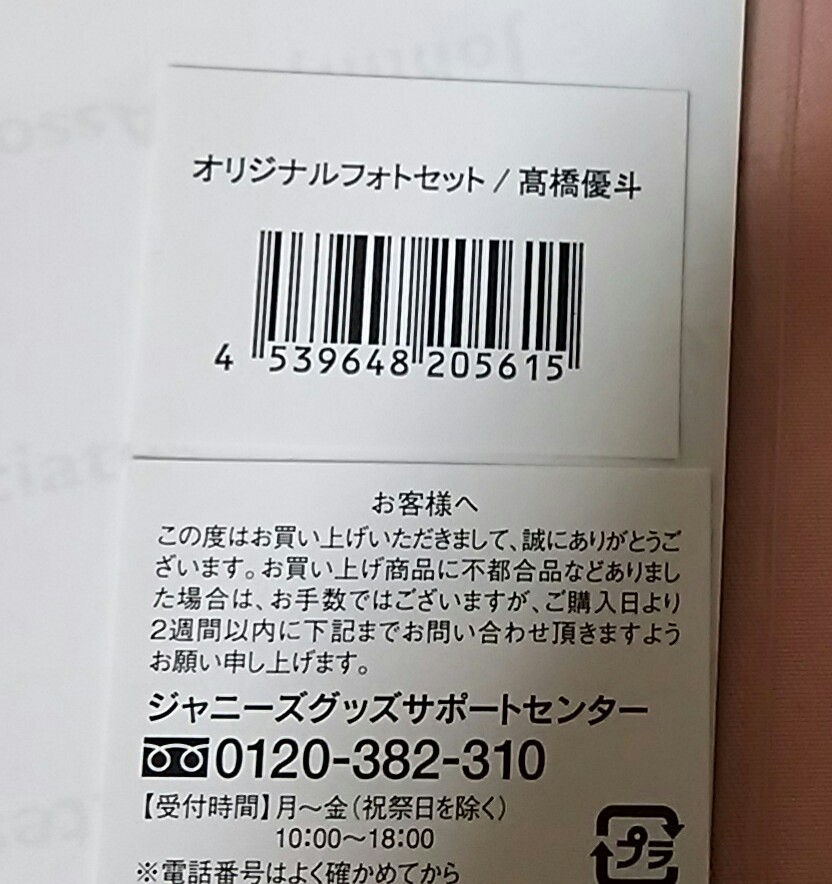 オリジナルフォトセット / 髙橋優斗
4 539648 205615
お客様へ
この度はお買い上げいただきまして、誠にありがとうご
ざいます。お買い上げ商品に不都合品などありまし
た場合は、お手数ではございますが、ご購入日より
2週間以内に下記までお問い合わせ頂きますよう
お願い申し上げます。
ジャニーズグッズサポートセンター
0120-382-310
【受付時間】月〜金（祝祭日を除く）
10:00〜18:00
プラ
※電話番号はよく確かめてから